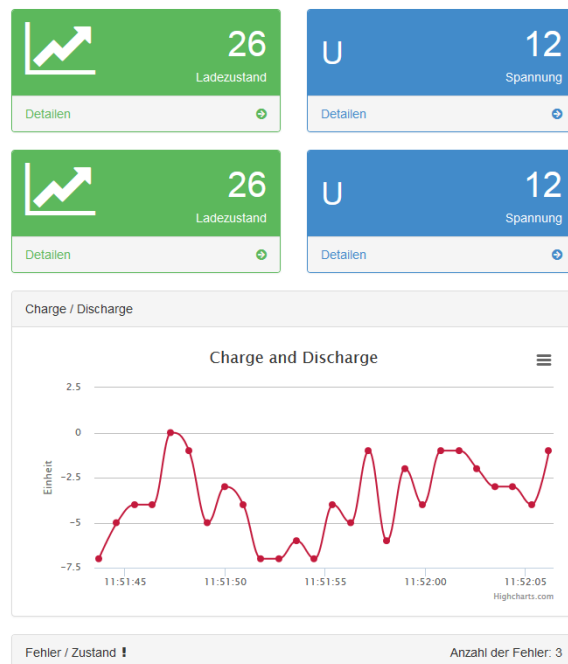 26
Ladezustand
U
12
Spannung
Detailen
Detailen
26
Ladezustand
U
12
Spannung
Detailen
Detailen
Charge / Discharge
Charge and Discharge
2.5
0
-2.5
-5
-7.5
Einheit
11:51:45 11:51:50 11:51:55 11:52:00 11:52:05
Highcharts.com
Fehler / Zustand ! Anzahl der Fehler: 3